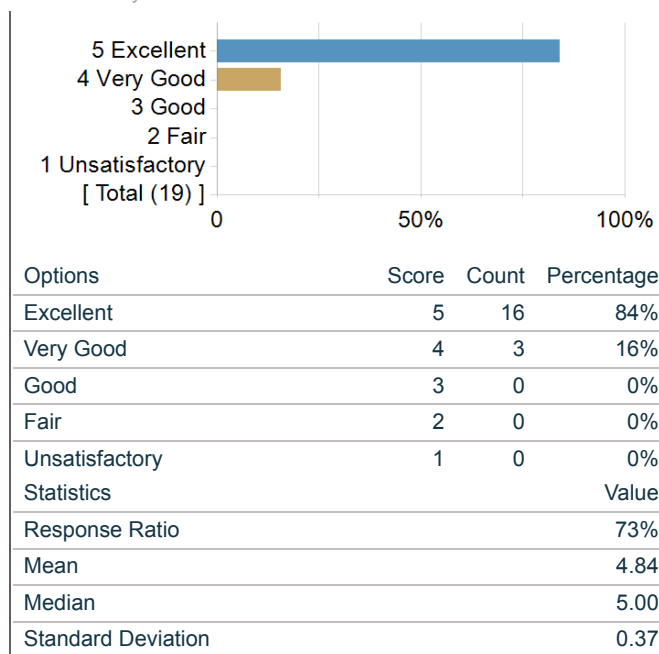 5 Excellent
4 Very Good
3 Good
2 Fair
1 Unsatisfactory
[ Total (19) ]
0 50% 100%
Options Score Count Percentage
Excellent 5 16 84%
Very Good 4 3 16%
Good 3 0 0%
Fair 2 0 0%
Unsatisfactory 1 0 0%
Statistics Value
Response Ratio 73%
Mean 4.84
Median 5.00
Standard Deviation 0.37